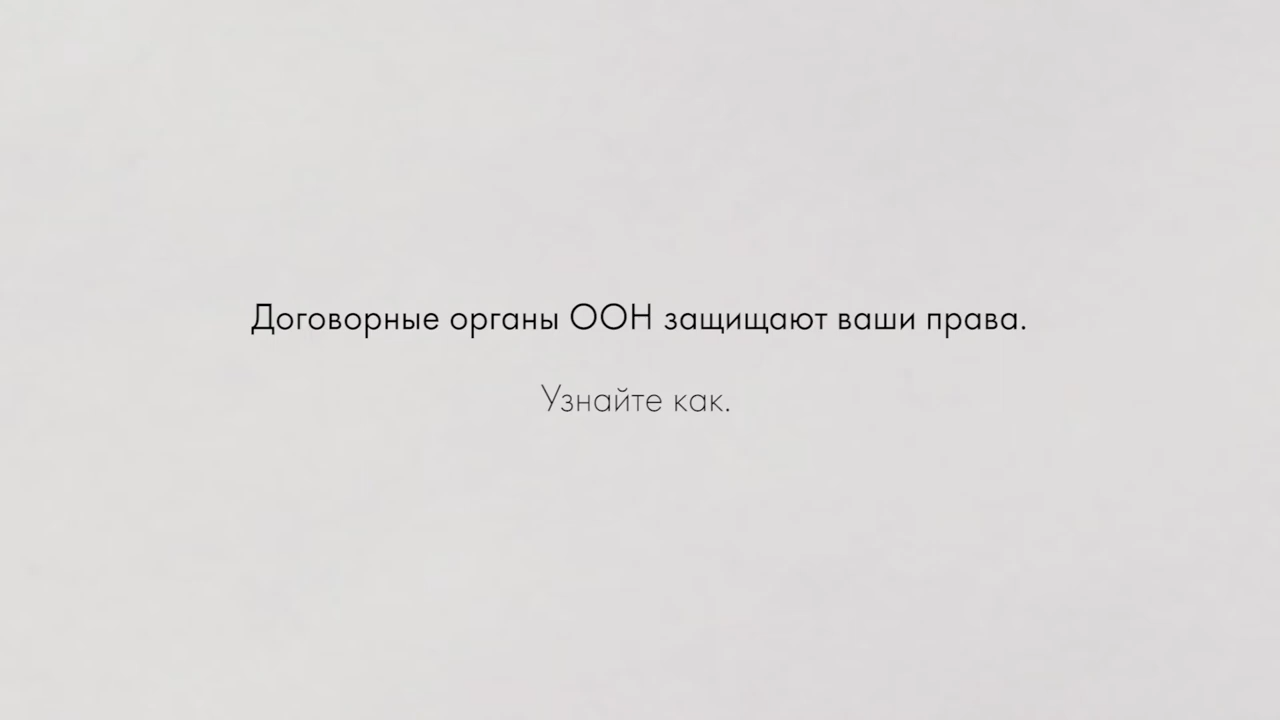 Договорные органы ООН защищают ваши права.
Узнайте как.